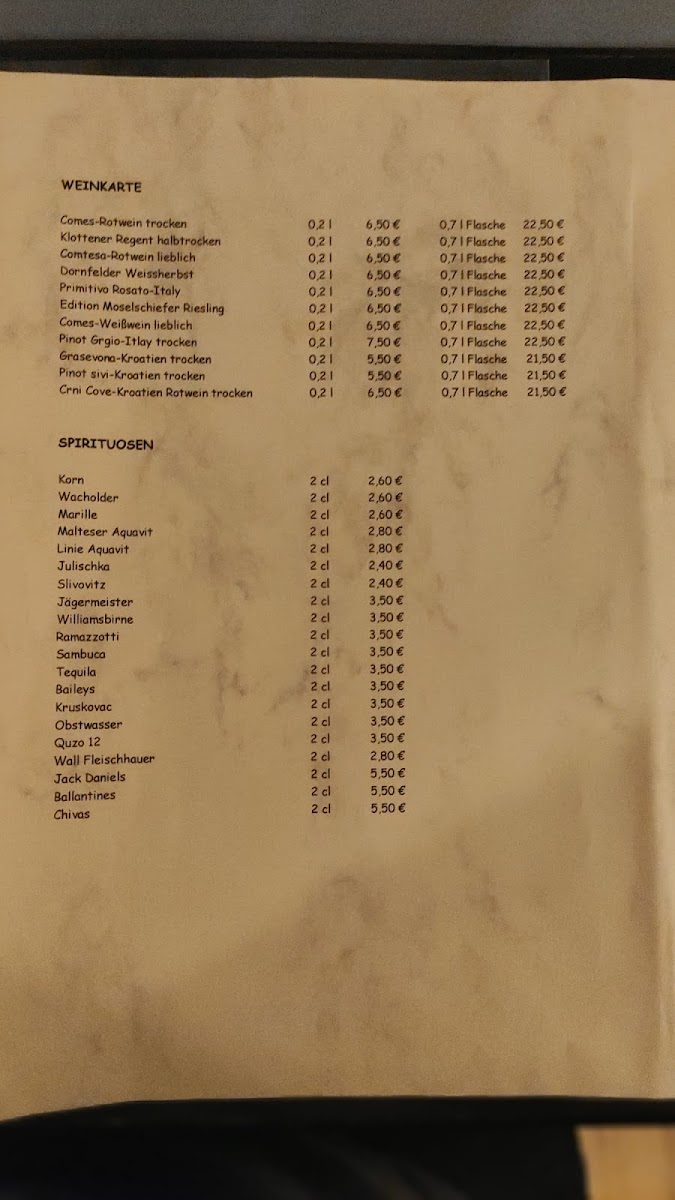 WEINKARTE
Comes-Rotwein trocken 0,2 l 6,50 € 0,7 l Flasche 22,50 €
Klottener Regent halbtrocken 0,2 l 6,50 € 0,7 l Flasche 22,50 €
Comtesa-Rotwein lieblich 0,2 l 6,50 € 0,7 l Flasche 22,50 €
Dornfelder Weissherbst 0,2 l 6,50 € 0,7 l Flasche 22,50 €
Primitivo Rosato-Italy 0,2 l 6,50 € 0,7 l Flasche 22,50 €
Edition Moselschiefer Riesling 0,2 l 6,50 € 0,7 l Flasche 22,50 €
Comes-Weißwein lieblich 0,2 l 6,50 € 0,7 l Flasche 22,50 €
Pinot Grgio-Itlay trocken 0,2 l 7,50 € 0,7 l Flasche 22,50 €
Grasevona-Kroatien trocken 0,2 l 5,50 € 0,7 l Flasche 21,50 €
Pinot sivi-Kroatien trocken 0,2 l 5,50 € 0,7 l Flasche 21,50 €
Crni Cove-Kroatien Rotwein trocken 0,2 l 6,50 € 0,7 l Flasche 21,50 €
SPIRITUOSEN
Korn 2 cl 2,60 €
Wacholder 2 cl 2,60 €
Marille 2 cl 2,60 €
Malteser Aquavit 2 cl 2,80 €
Linie Aquavit 2 cl 2,80 €
Julischka 2 cl 2,40 €
Slivovitz 2 cl 2,40 €
Jägermeister 2 cl 3,50 €
Williamsbirne 2 cl 3,50 €
Ramazzotti 2 cl 3,50 €
Sambuca 2 cl 3,50 €
Tequila 2 cl 3,50 €
Baileys 2 cl 3,50 €
Kruskovac 2 cl 3,50 €
Obstwasser 2 cl 3,50 €
Quzo 12 2 cl 3,50 €
Wall Fleischhauer 2 cl 2,80 €
Jack Daniels 2 cl 5,50 €
Ballantines 2 cl 5,50 €
Chivas 2 cl 5,50 €